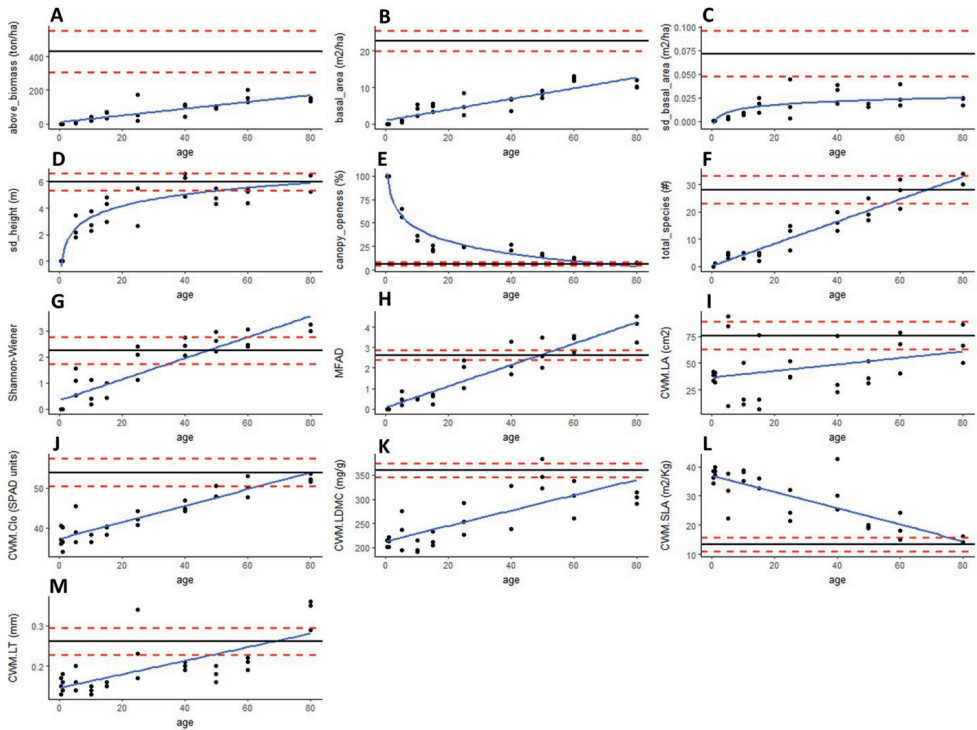 A
above_biomass (ton/ha)
400
200
0
0 20 40 60 80
age
B
basal_area (m2/ha)
20
10
0
0 20 40 60 80
age
C
sd_basal_area (m2/ha)
0.100
0.075
0.050
0.025
0.000
0 20 40 60 80
age
D
sd_height (m)
6
4
2
0
0 20 40 60 80
age
E
canopy_openess (%)
100
75
50
25
0
0 20 40 60 80
age
F
total_species (#)
30
20
10
0
0 20 40 60 80
age
G
Shannon-Wiener
3
2
1
0
0 20 40 60 80
age
H
MFAD
4
3
2
1
0
0 20 40 60 80
age
I
CWM.LA (cm2)
75
50
25
0 20 40 60 80
age
J
CWM.Clo (SPAD units)
50
40
0 20 40 60 80
age
K
CWM.LDMC (mg/g)
350
300
250
200
0 20 40 60 80
age
L
CWM.SLA (m2/Kg)
40
30
20
10
0 20 40 60 80
age
M
CWM.LT (mm)
0.3
0.2
0 20 40 60 80
age